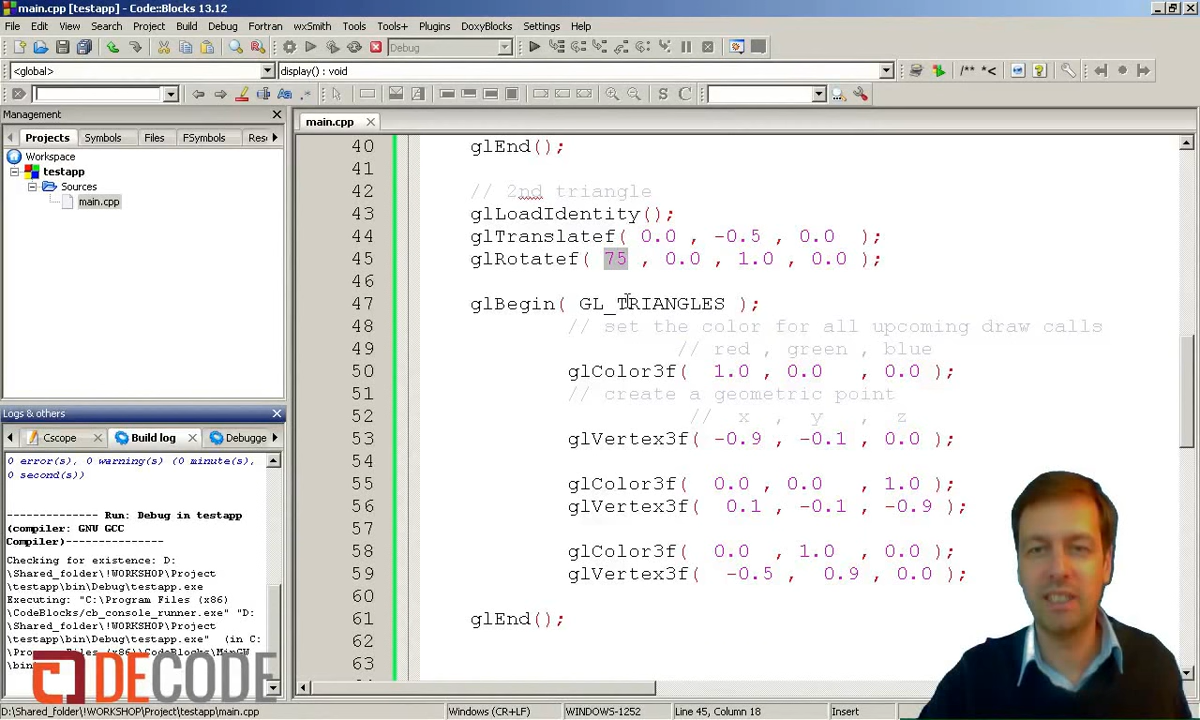 main.cpp [testapp] - Code::Blocks 13.12
File Edit View Search Project Build Debug Fortran wxSmith Tools Tools+ Plugins DoxyBlocks Settings Help
Debug
<global>
display() : void
/** *<
S C
Management
Projects Symbols Files FSymbols Res
Workspace
testapp
Sources
main.cpp
main.cpp
40 glEnd();
41
42 // 2nd triangle
43 glLoadIdentity();
44 glTranslatef( 0.0 , -0.5 , 0.0 );
45 glRotatef( 75 , 0.0 , 1.0 , 0.0 );
46
47 glBegin( GL_TRIANGLES );
48 // set the color for all upcoming draw calls
49 // red , green , blue
50 glColor3f( 1.0 , 0.0 , 0.0 );
51 // create a geometric point
52 // x , y , z
53 glVertex3f( -0.9 , -0.1 , 0.0 );
54
55 glColor3f( 0.0 , 0.0 , 1.0 );
56 glVertex3f( 0.1 , -0.1 , -0.9 );
57
58 glColor3f( 0.0 , 1.0 , 0.0 );
59 glVertex3f( -0.5 , 0.9 , 0.0 );
60
61 glEnd();
62
63
Logs & others
Cscope Build log Debugge
0 error(s), 0 warning(s) (0 minute(s),
0 second(s))
-------------- Run: Debug in testapp
(compiler: GNU GCC
Compiler)---------------
Checking for existence: D:
\Shared_folder\!WORKSHOP\Project
\testapp\bin\Debug\testapp.exe
Executing: "C:\Program Files (x86)
\CodeBlocks/cb_console_runner.exe" "D:
\Shared_folder\!WORKSHOP\Project
\testapp\bin\Debug\testapp.exe" (in C:
\Program Files (x86)\CodeBlocks\MinGW
\bin
DECODE
D:\Shared_folder\!WORKSHOP\Project\testapp\main.cpp
Windows (CR+LF)
WINDOWS-1252
Line 45, Column 18
Insert